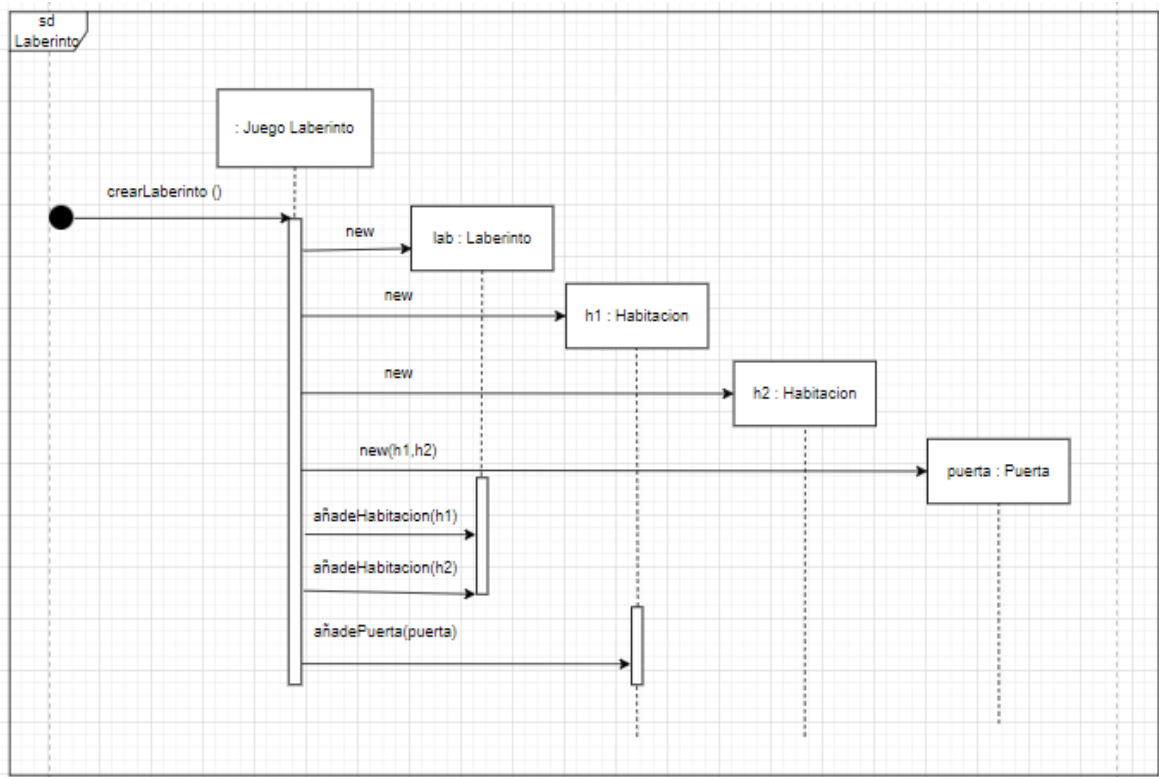 sd
Laberinto
: Juego Laberinto
crearLaberinto ()
new
lab : Laberinto
new
h1 : Habitacion
new
h2 : Habitacion
new(h1,h2)
puerta : Puerta
añadeHabitacion(h1)
añadeHabitacion(h2)
añadePuerta(puerta)